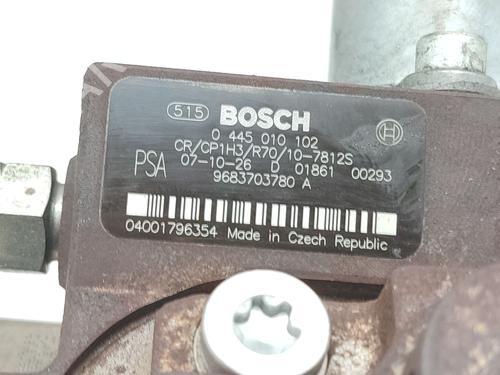 515 BOSCH
0 445 010 102
CR/CP1H3/R70/10-7812S
PSA 07-10-26 D 01861 00293
9683703780 A
04001796354 Made in Czech Republic